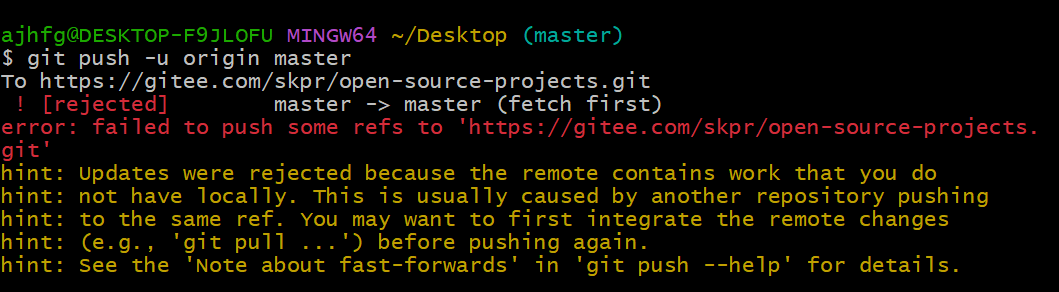 ajhfg@DESKTOP-F9JLOFU MINGW64 ~/Desktop (master)
$ git push -u origin master
To https://gitee.com/skpr/open-source-projects.git
 ! [rejected]        master -> master (fetch first)
error: failed to push some refs to 'https://gitee.com/skpr/open-source-projects.
git'
hint: Updates were rejected because the remote contains work that you do
hint: not have locally. This is usually caused by another repository pushing
hint: to the same ref. You may want to first integrate the remote changes
hint: (e.g., 'git pull ...') before pushing again.
hint: See the 'Note about fast-forwards' in 'git push --help' for details.